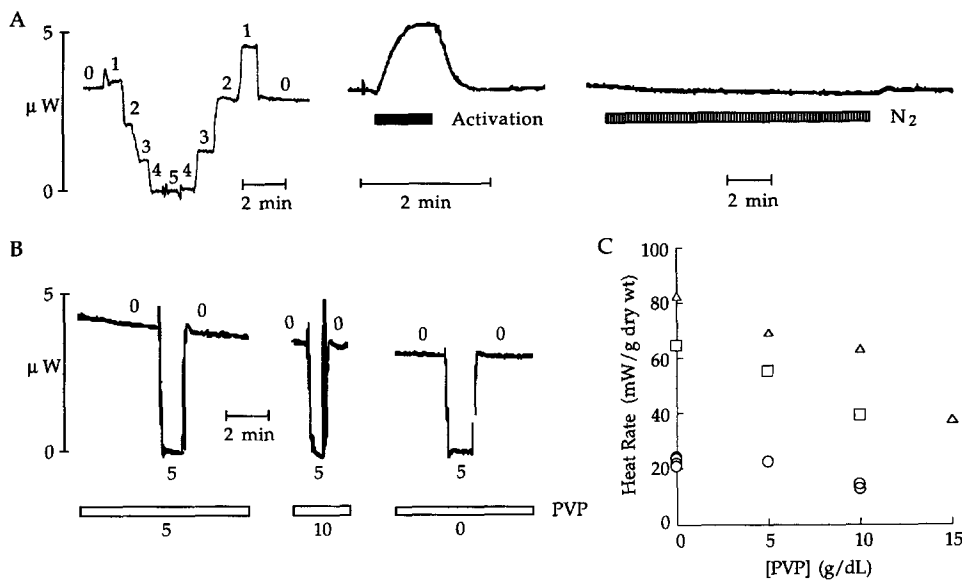 A
5
μ W
0
0 1 2 3 4 5 4 3 2 1 0
2 min
Activation
2 min
N2
2 min
B
5
μ W
0
0 0
5
2 min
0 0
5
0 0
5
PVP
5 10 0
C
Heat Rate (mW/g dry wt)
100
80
60
40
20
0
0 5 10 15
[PVP] (g/dL)